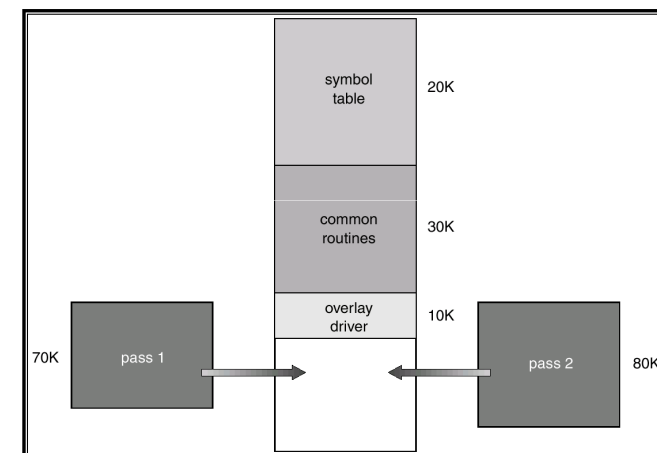 symbol
table
20K
common
routines
30K
overlay
driver
10K
70K
pass 1
pass 2
80K